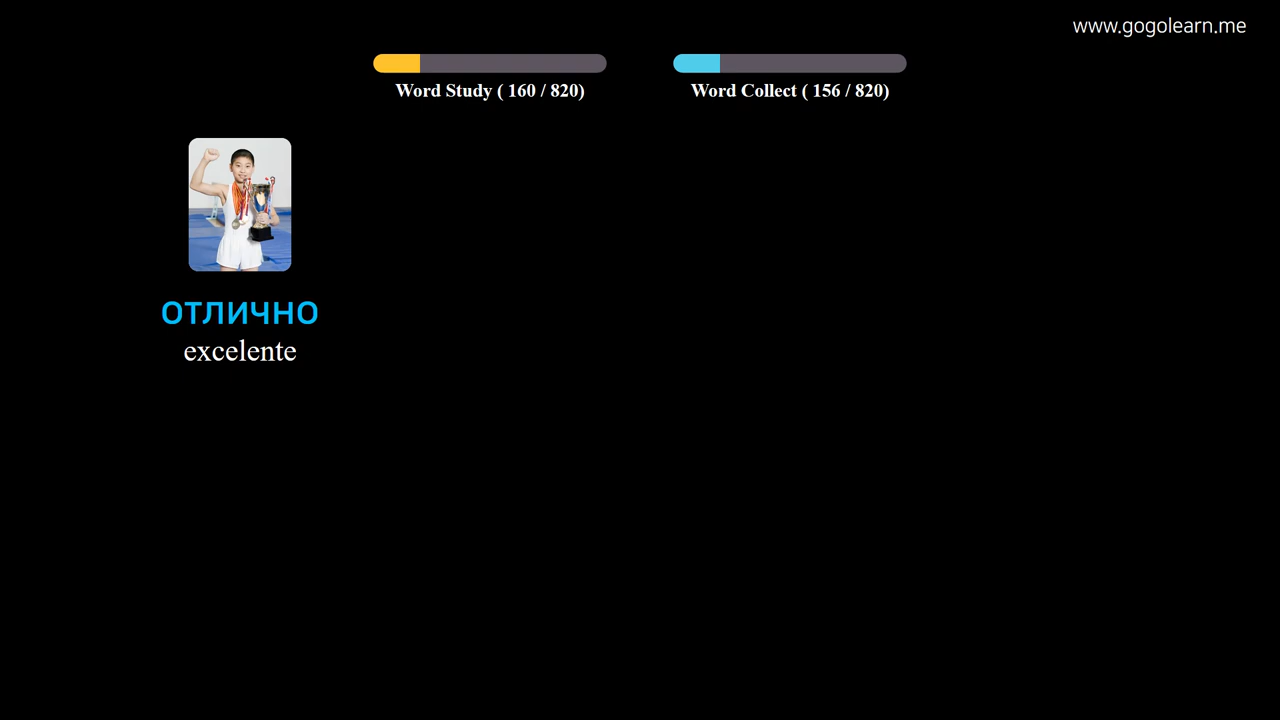 www.gogolearn.me
Word Study ( 160 / 820)
Word Collect ( 156 / 820)
отлично
excelente